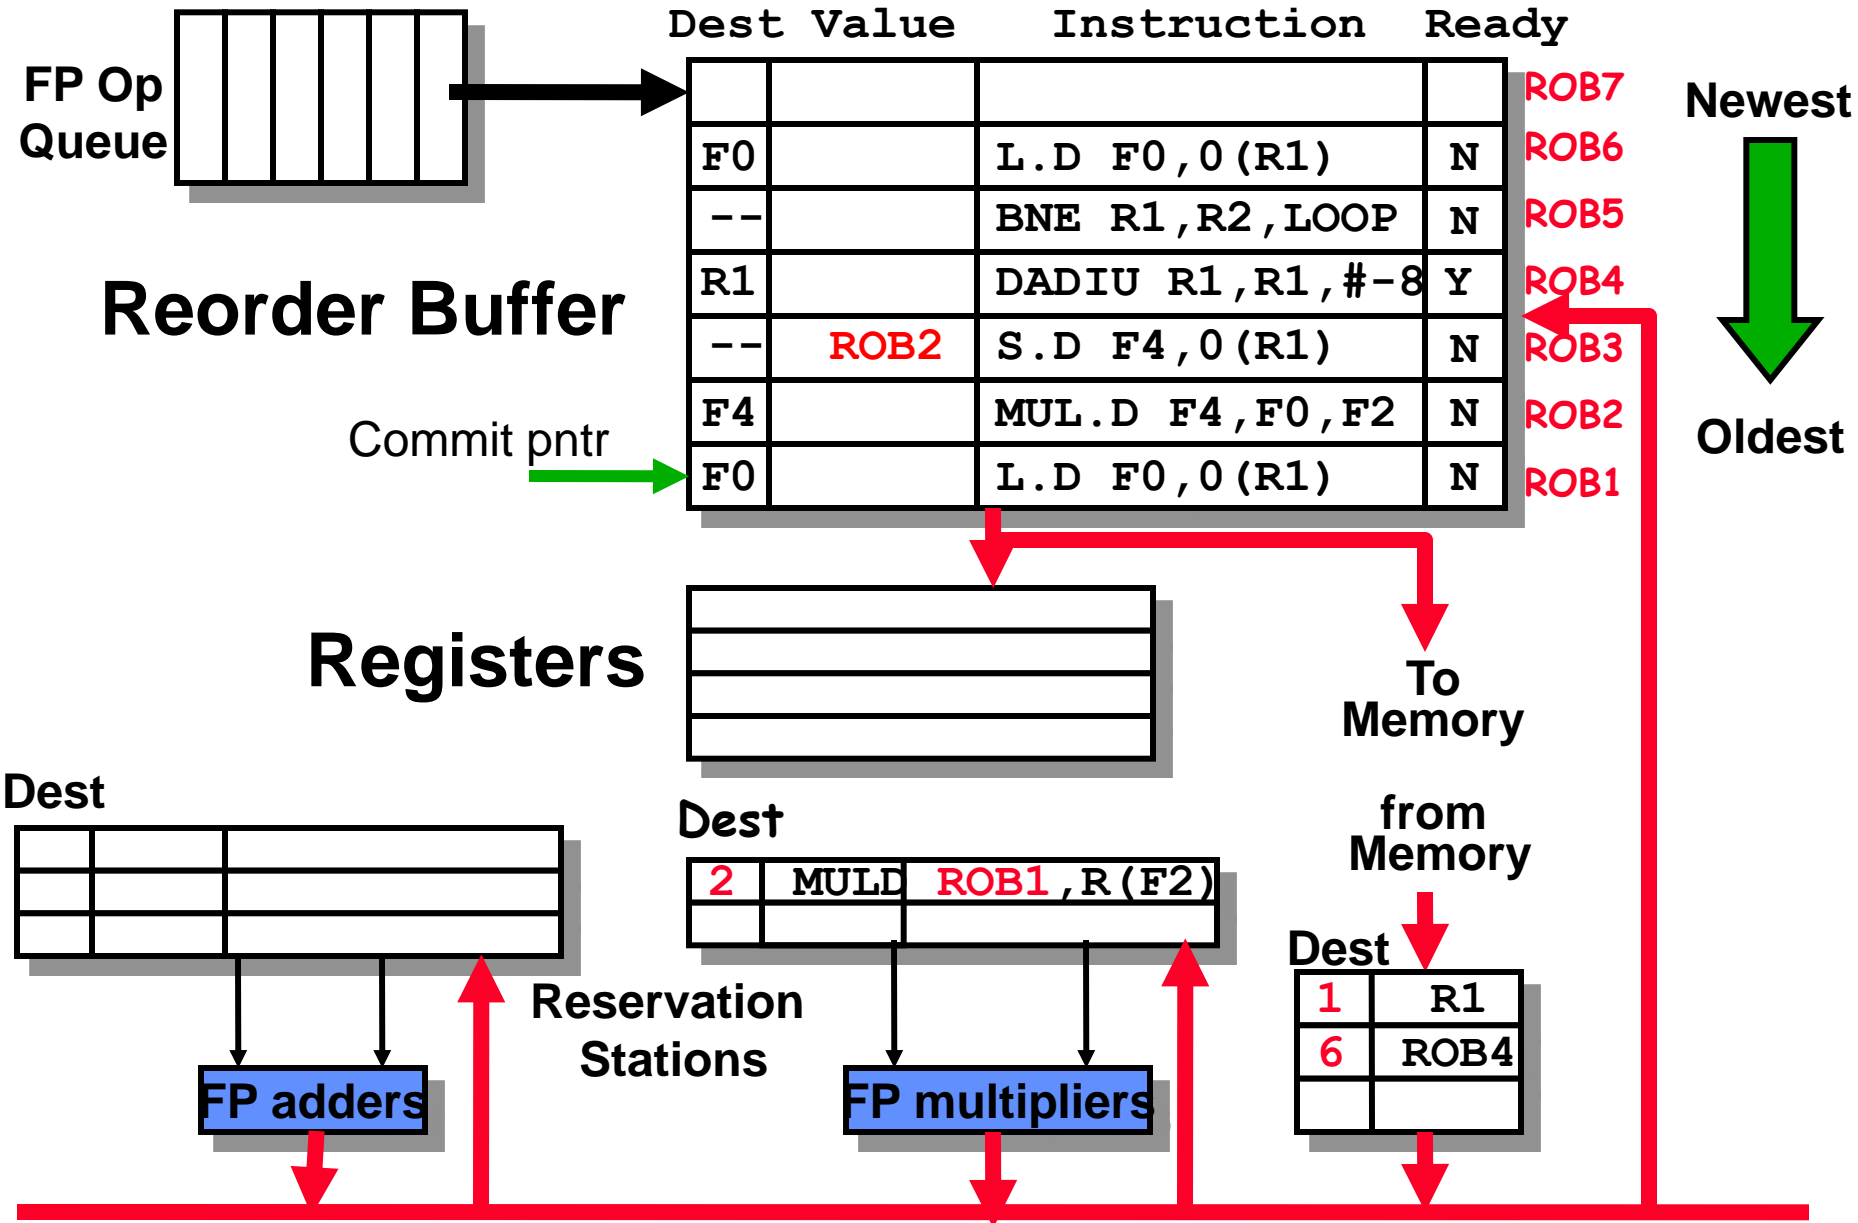 Dest Value Instruction Ready
FP Op
Queue
ROB7
F0 L.D F0,0(R1) N ROB6
-- BNE R1,R2,LOOP N ROB5
R1 DADIU R1,R1,#-8 Y ROB4
-- ROB2 S.D F4,0(R1) N ROB3
F4 MUL.D F4,F0,F2 N ROB2
F0 L.D F0,0(R1) N ROB1
Newest
Oldest
Reorder Buffer
Commit pntr
Registers
To
Memory
from
Memory
Dest
Dest
2 MULD ROB1,R(F2)
Dest
1 R1
6 ROB4
Reservation
Stations
FP adders
FP multipliers